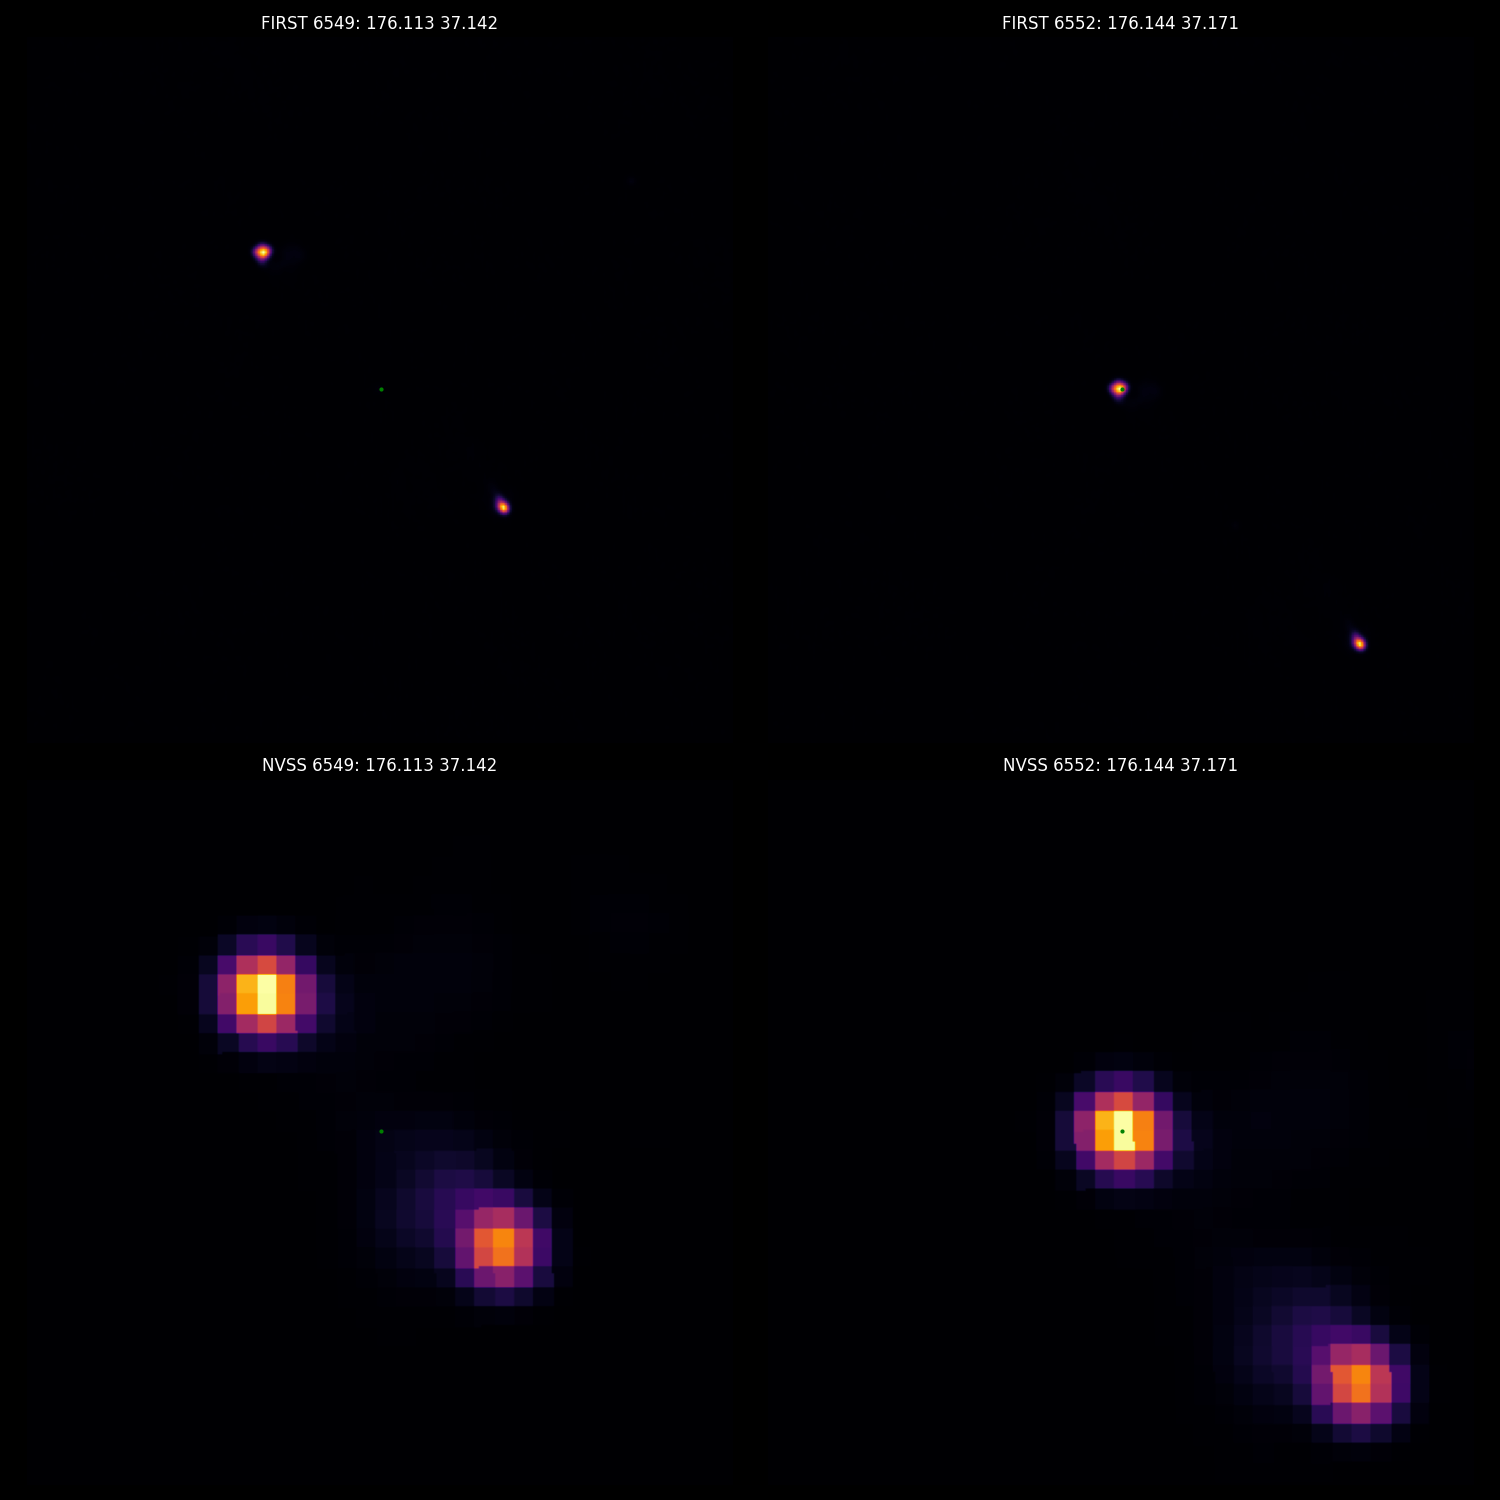 FIRST 6549: 176.113 37.142
FIRST 6552: 176.144 37.171
NVSS 6549: 176.113 37.142
NVSS 6552: 176.144 37.171